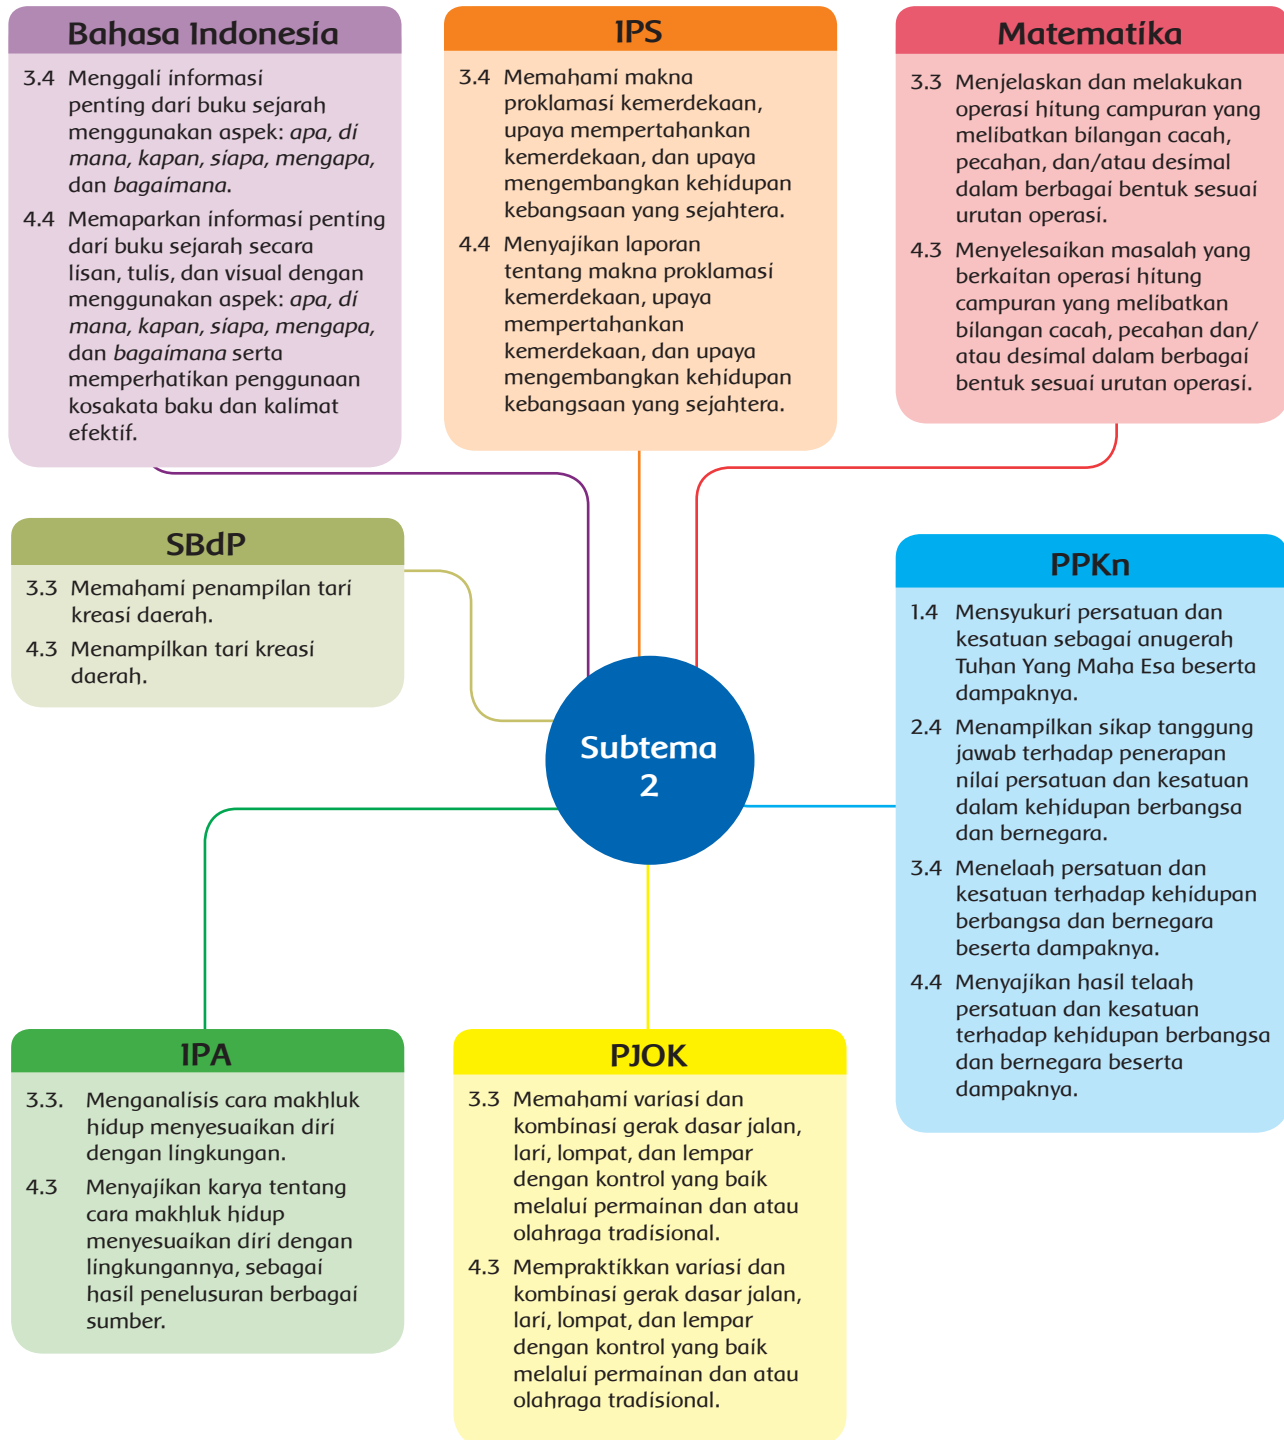 Bahasa Indonesia
3.4 Menggali informasi
penting dari buku sejarah
menggunakan aspek: apa, di
mana, kapan, siapa, mengapa,
dan bagaimana.
4.4 Memaparkan informasi penting
dari buku sejarah secara
lisan, tulis, dan visual dengan
menggunakan aspek: apa, di
mana, kapan, siapa, mengapa,
dan bagaimana serta
memperhatikan penggunaan
kosakata baku dan kalimat
efektif.
IPS
3.4 Memahami makna
proklamasi kemerdekaan,
upaya mempertahankan
kemerdekaan, dan upaya
mengembangkan kehidupan
kebangsaan yang sejahtera.
4.4 Menyajikan laporan
tentang makna proklamasi
kemerdekaan, upaya
mempertahankan
kemerdekaan, dan upaya
mengembangkan kehidupan
kebangsaan yang sejahtera.
Matematika
3.3 Menjelaskan dan melakukan
operasi hitung campuran yang
melibatkan bilangan cacah,
pecahan, dan/atau desimal
dalam berbagai bentuk sesuai
urutan operasi.
4.3 Menyelesaikan masalah yang
berkaitan operasi hitung
campuran yang melibatkan
bilangan cacah, pecahan dan/
atau desimal dalam berbagai
bentuk sesuai urutan operasi.
SBdP
3.3 Memahami penampilan tari
kreasi daerah.
4.3 Menampilkan tari kreasi
daerah.
Subtema
2
PPKn
1.4 Mensyukuri persatuan dan
kesatuan sebagai anugerah
Tuhan Yang Maha Esa beserta
dampaknya.
2.4 Menampilkan sikap tanggung
jawab terhadap penerapan
nilai persatuan dan kesatuan
dalam kehidupan berbangsa
dan bernegara.
3.4 Menelaah persatuan dan
kesatuan terhadap kehidupan
berbangsa dan bernegara
beserta dampaknya.
4.4 Menyajikan hasil telaah
persatuan dan kesatuan
terhadap kehidupan berbangsa
dan bernegara beserta
dampaknya.
IPA
3.3. Menganalisis cara makhluk
hidup menyesuaikan diri
dengan lingkungan.
4.3 Menyajikan karya tentang
cara makhluk hidup
menyesuaikan diri dengan
lingkungannya, sebagai
hasil penelusuran berbagai
sumber.
PJOK
3.3 Memahami variasi dan
kombinasi gerak dasar jalan,
lari, lompat, dan lempar
dengan kontrol yang baik
melalui permainan dan atau
olahraga tradisional.
4.3 Mempraktikkan variasi dan
kombinasi gerak dasar jalan,
lari, lompat, dan lempar
dengan kontrol yang baik
melalui permainan dan atau
olahraga tradisional.